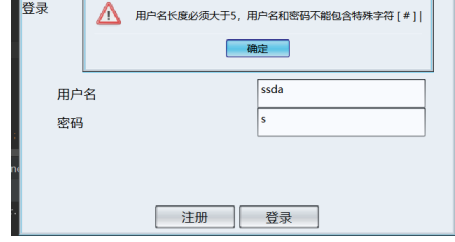 登录
用户名长度必须大于5，用户名和密码不能包含特殊字符 [ # ] |
确定
用户名 ssda
密码 s
注册 登录